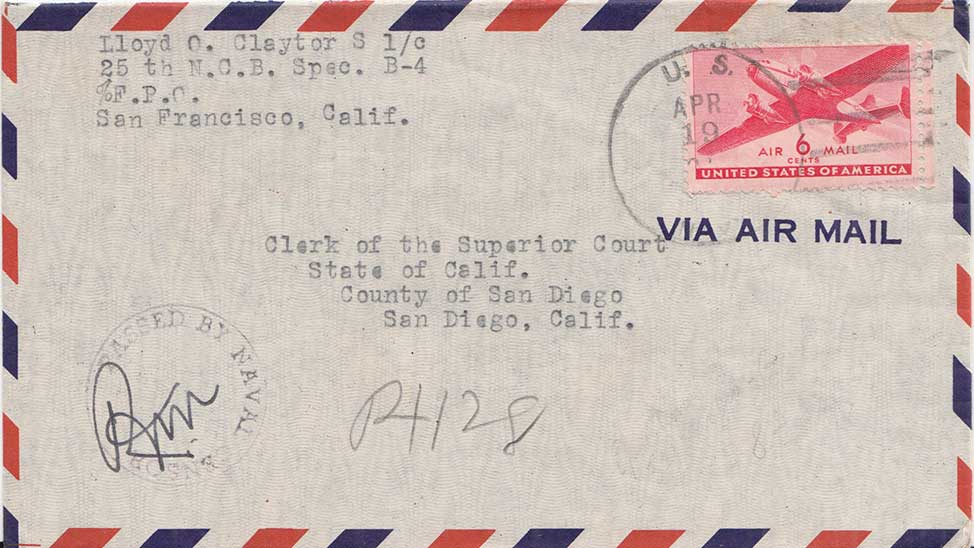 Lloyd O. Claytor S 1/c
25 th N.C.B. Spec. B-4
%F.P.O.
San Francisco, Calif.
U. S.
APR
19
AIR 6 MAIL
CENTS
UNITED STATES OF AMERICA
VIA AIR MAIL
Clerk of the Superior Court
State of Calif.
County of San Diego
San Diego, Calif.
PASSED BY NAVAL